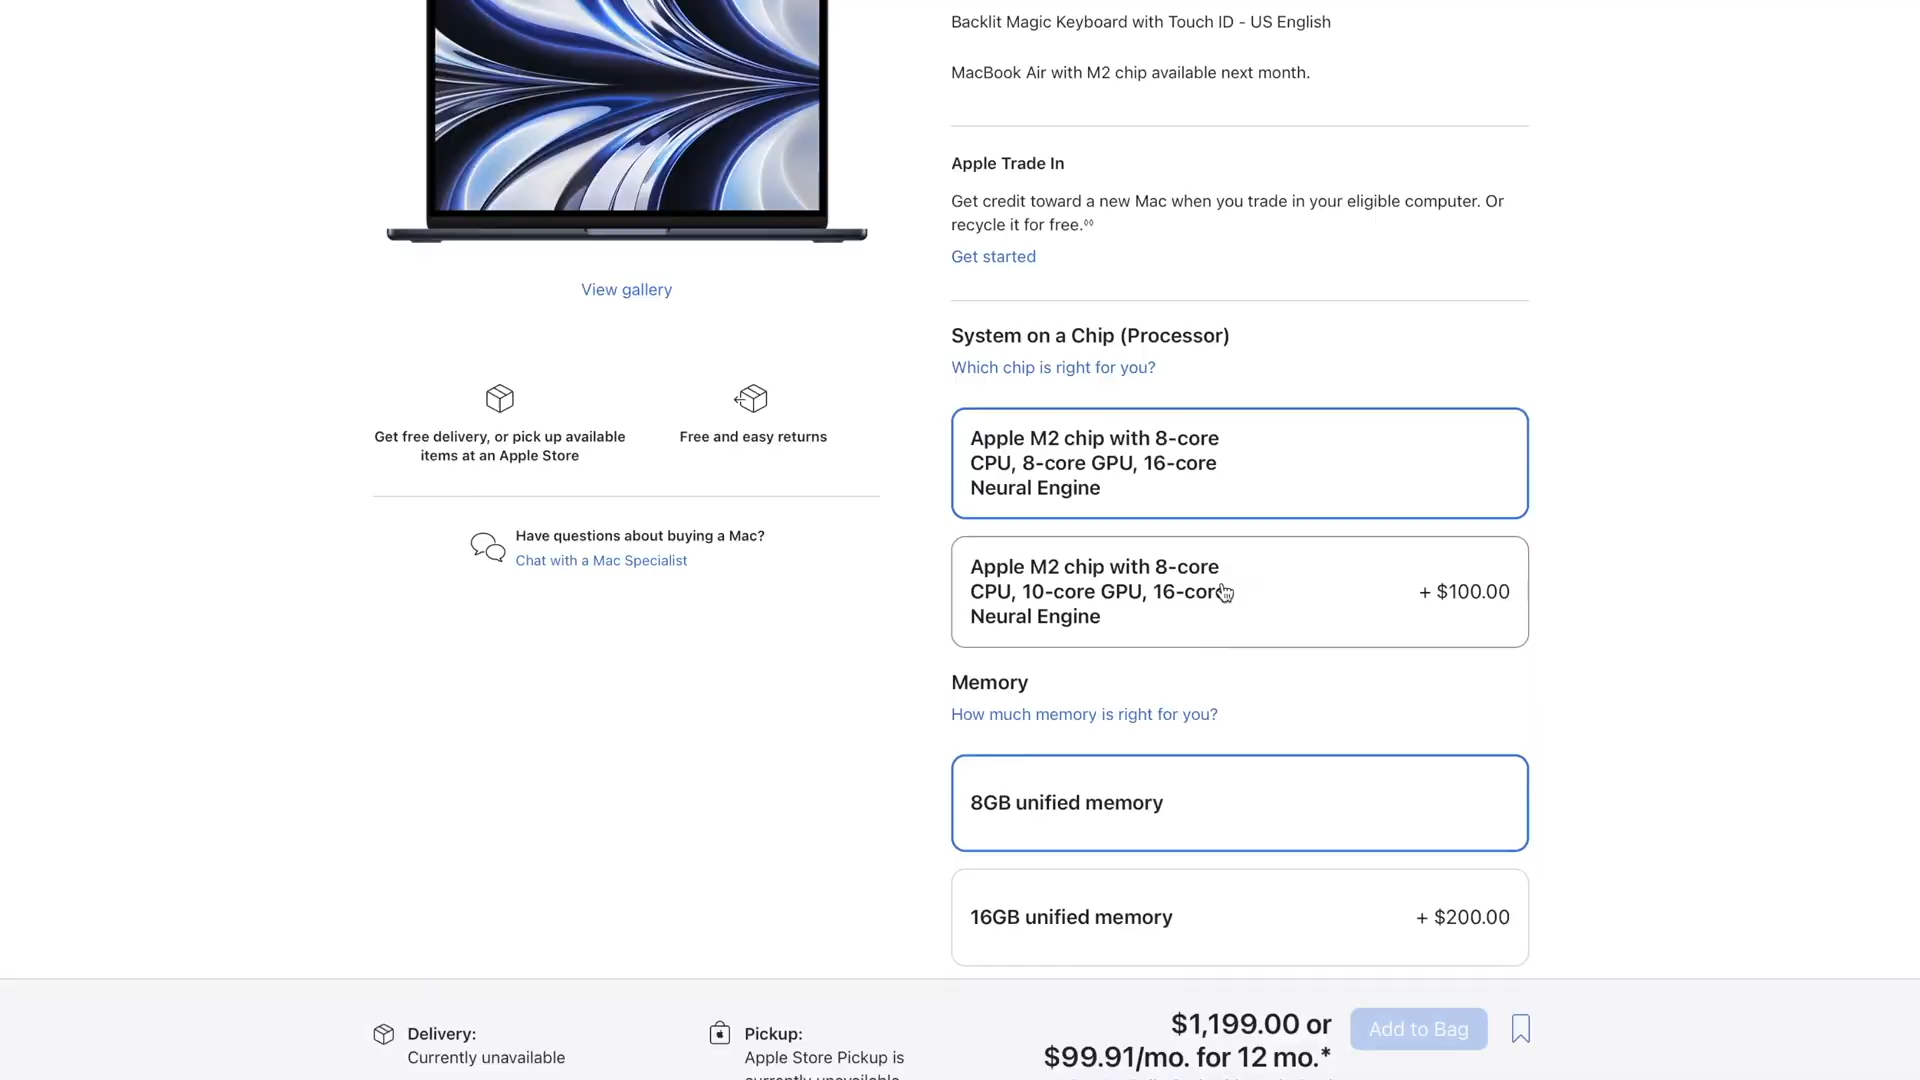 Backlit Magic Keyboard with Touch ID - US English
MacBook Air with M2 chip available next month.
Apple Trade In
Get credit toward a new Mac when you trade in your eligible computer. Or
recycle it for free.◊◊
Get started
View gallery
System on a Chip (Processor)
Which chip is right for you?
Get free delivery, or pick up available
items at an Apple Store
Free and easy returns
Have questions about buying a Mac?
Chat with a Mac Specialist
Apple M2 chip with 8-core
CPU, 8-core GPU, 16-core
Neural Engine
Apple M2 chip with 8-core
CPU, 10-core GPU, 16-core
Neural Engine
+ $100.00
Memory
How much memory is right for you?
8GB unified memory
16GB unified memory
+ $200.00
Delivery:
Currently unavailable
Pickup:
Apple Store Pickup is
currently unavailable
$1,199.00 or
$99.91/mo. for 12 mo.*
Add to Bag